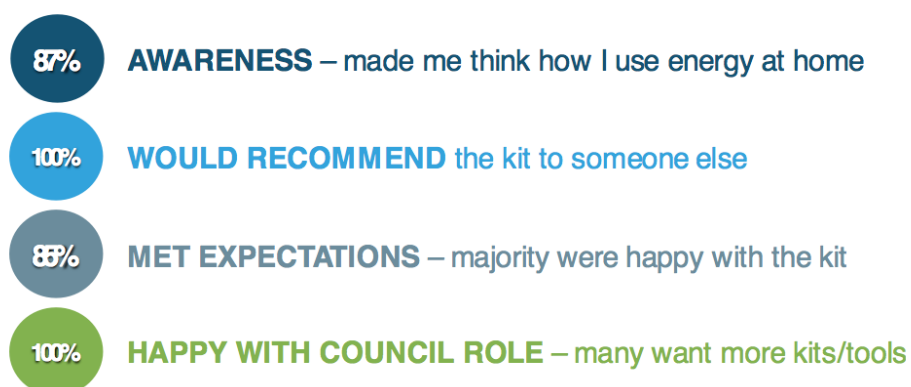 87% AWARENESS – made me think how I use energy at home
100% WOULD RECOMMEND the kit to someone else
85% MET EXPECTATIONS – majority were happy with the kit
100% HAPPY WITH COUNCIL ROLE – many want more kits/tools